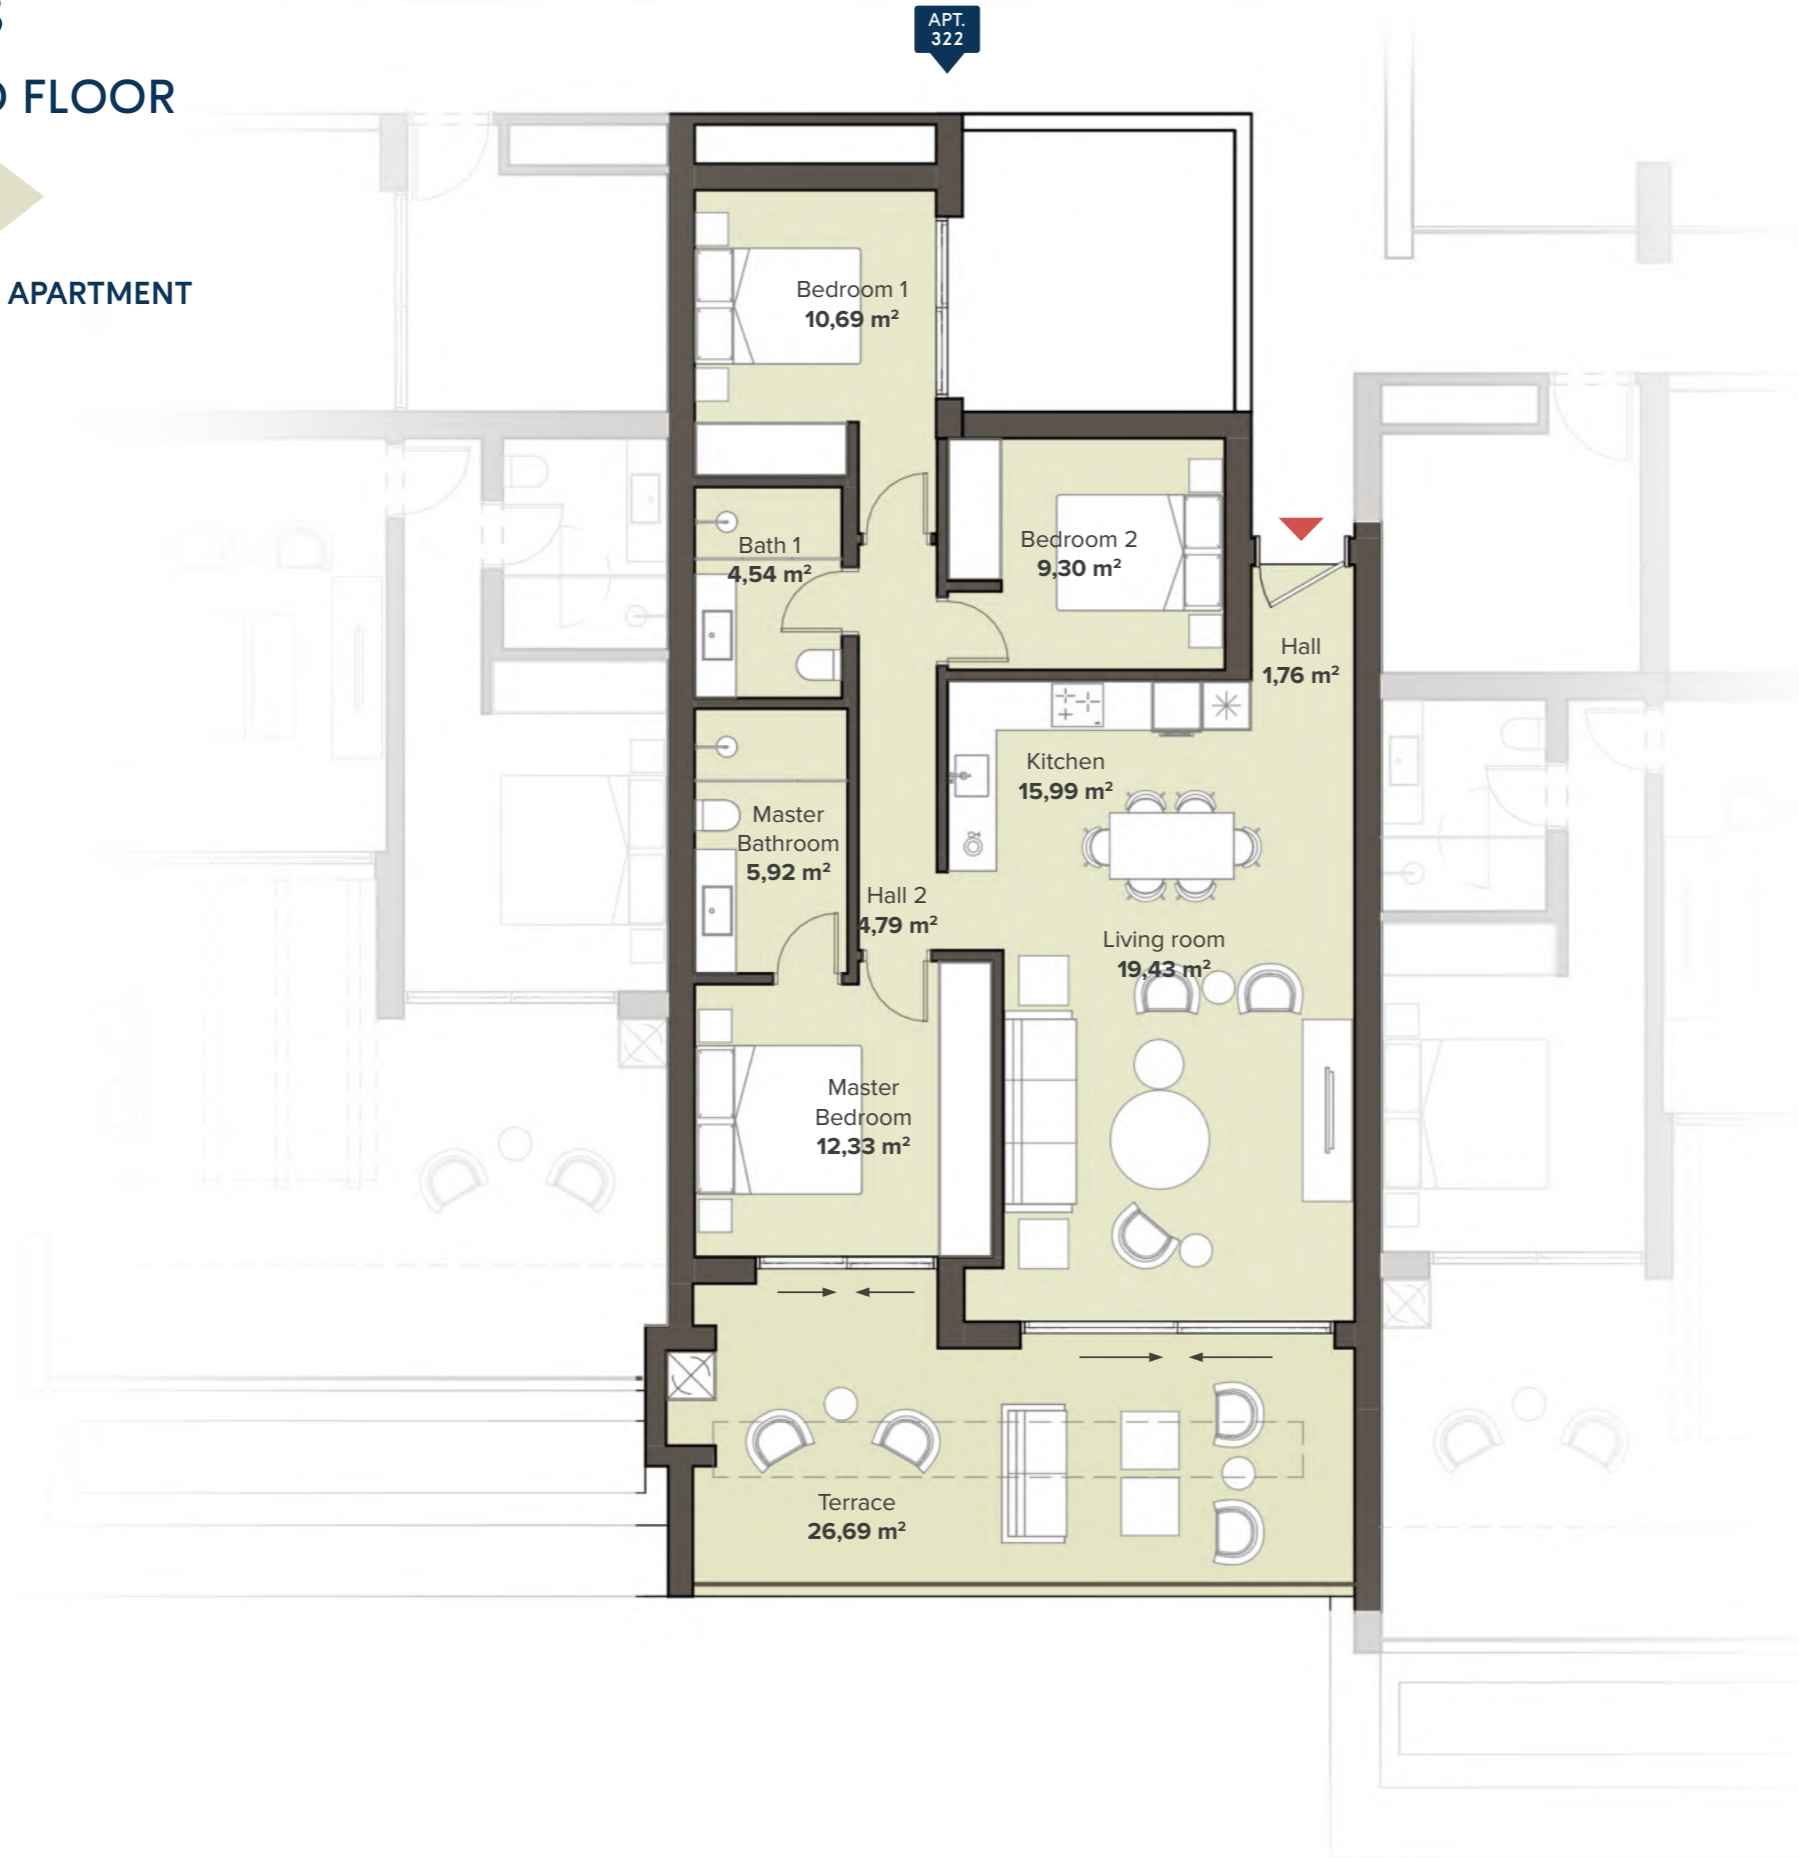 APT.
322
FLOOR
APARTMENT
Bedroom 1
10,69 m²
Bath 1
4,54 m²
Bedroom 2
9,30 m²
Hall
1,76 m²
Kitchen
15,99 m²
Master
Bathroom
5,92 m²
Hall 2
4,79 m²
Living room
19,43 m²
Master
Bedroom
12,33 m²
Terrace
26,69 m²